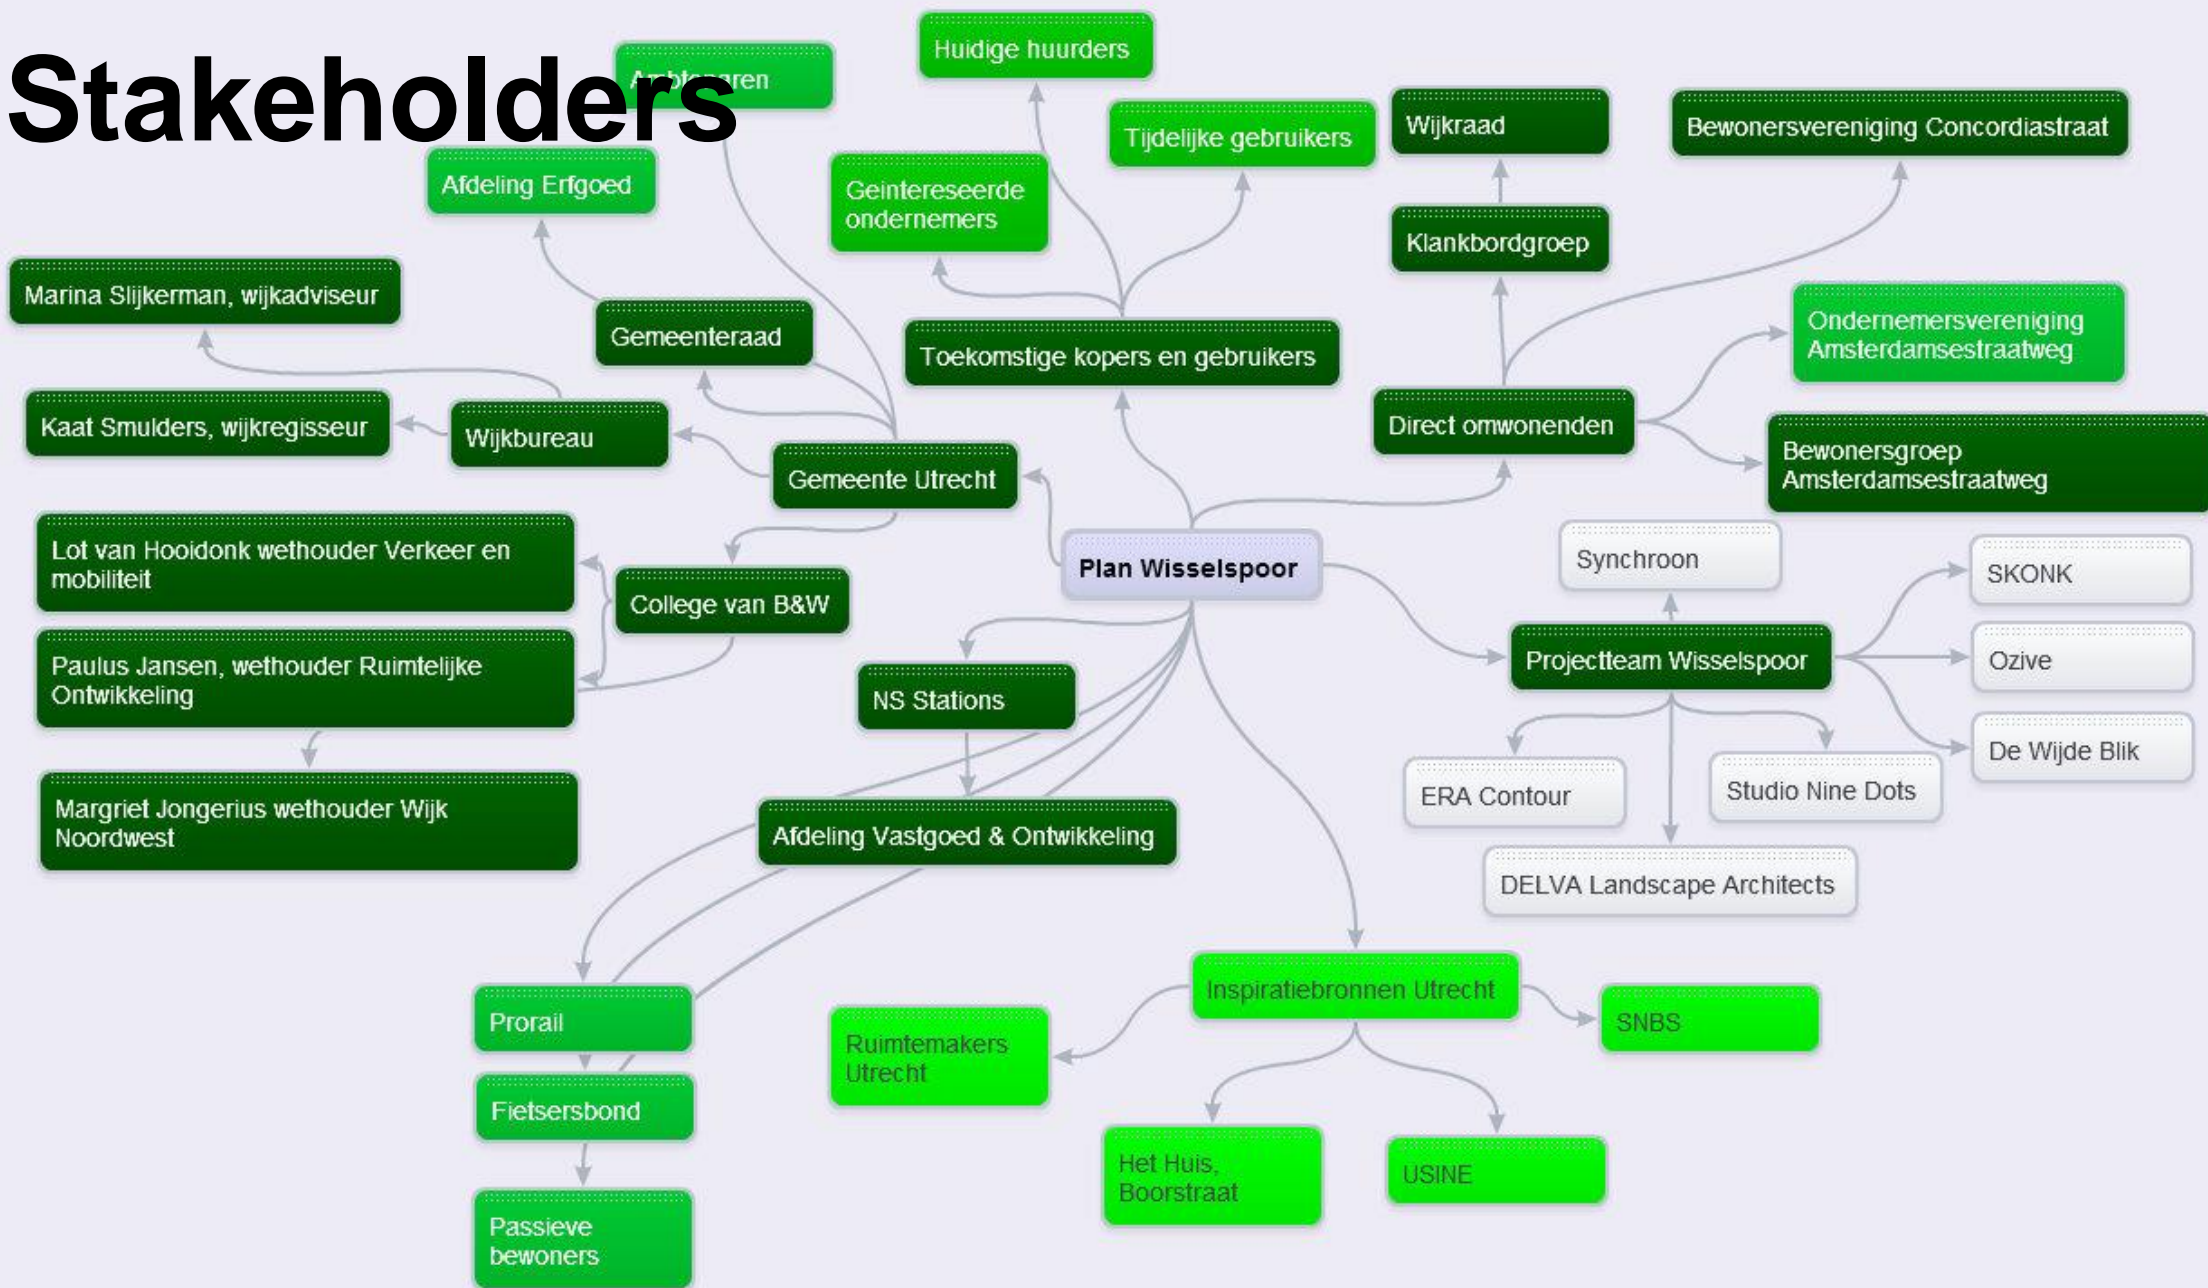 Stakeholders
Ambtenaren
Huidige huurders
Tijdelijke gebruikers
Wijkraad
Bewonersvereniging Concordiastraat
Afdeling Erfgoed
Geintereseerde
ondernemers
Klankbordgroep
Marina Slijkerman, wijkadviseur
Gemeenteraad
Toekomstige kopers en gebruikers
Ondernemersvereniging
Amsterdamsestraatweg
Kaat Smulders, wijkregisseur
Wijkbureau
Direct omwonenden
Gemeente Utrecht
Bewonersgroep
Amsterdamsestraatweg
Lot van Hooidonk wethouder Verkeer en
mobiliteit
College van B&W
Plan Wisselspoor
Synchroon
SKONK
Paulus Jansen, wethouder Ruimtelijke
Ontwikkeling
NS Stations
Projectteam Wisselspoor
Ozive
De Wijde Blik
Margriet Jongerius wethouder Wijk
Noordwest
Afdeling Vastgoed & Ontwikkeling
ERA Contour
Studio Nine Dots
DELVA Landscape Architects
Prorail
Inspiratiebronnen Utrecht
SNBS
Ruimtemakers
Utrecht
Fietsersbond
Het Huis,
Boorstraat
USINE
Passieve
bewoners